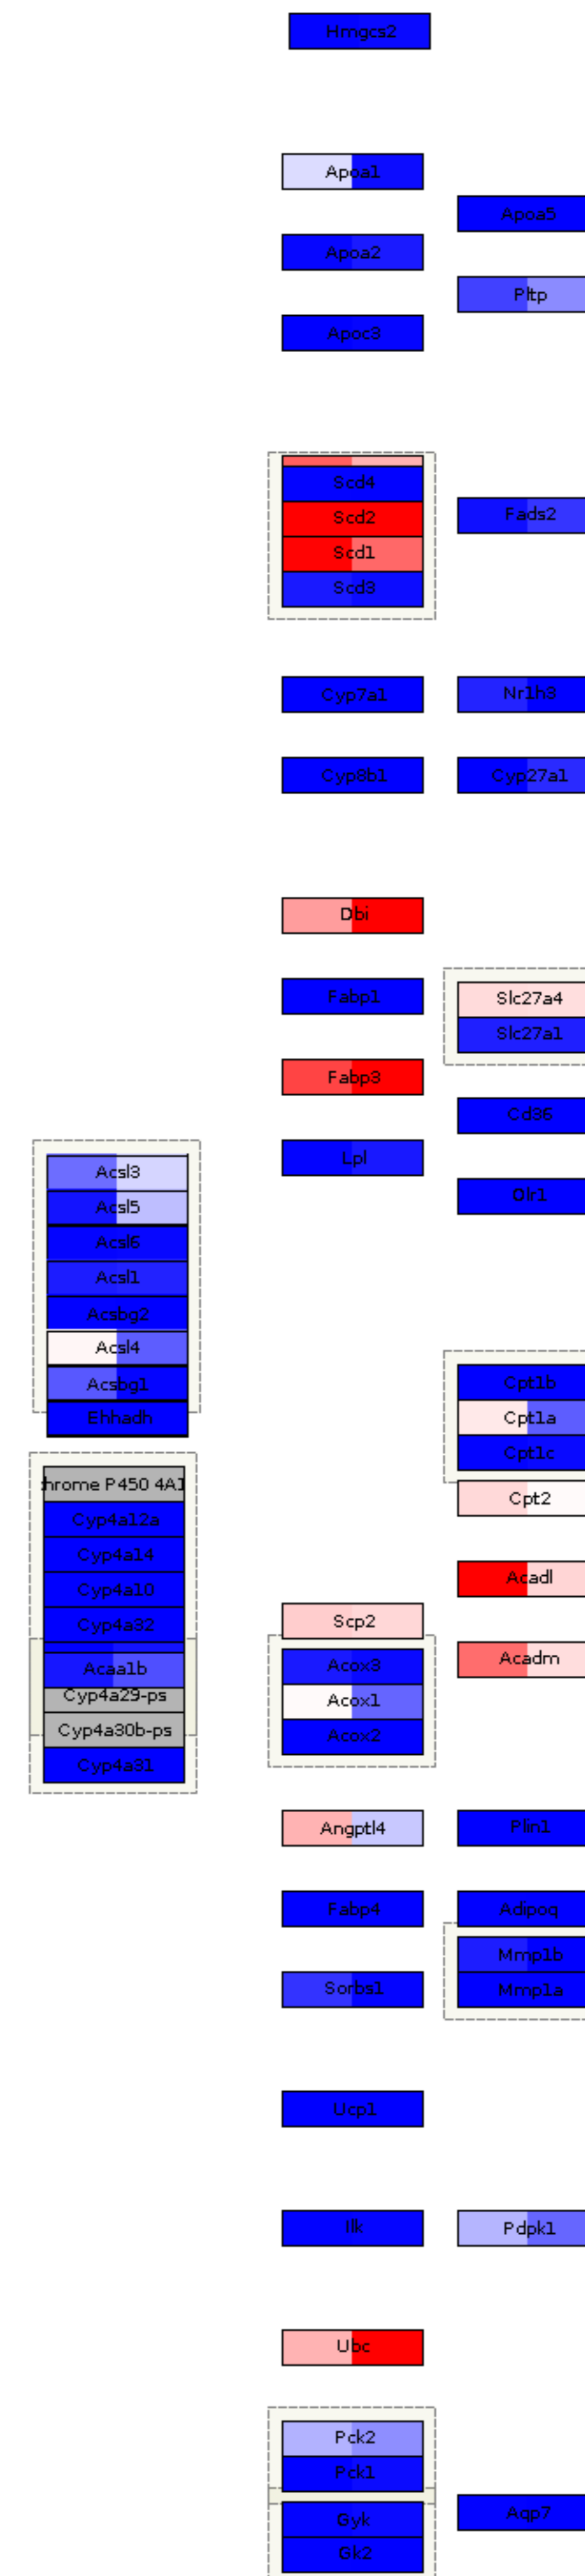 Hmgcs2
Apoa1
Apoa5
Apoa2
Pltp
Apoc3
Scd4
Scd2
Fads2
Scd1
Scd3
Cyp7a1
Nr1h3
Cyp8b1
Cyp27a1
Dbi
Fabp1
Slc27a4
Slc27a1
Fabp3
Cd36
Lpl
Olr1
Acsl3
Acsl5
Acsl6
Acsl1
Acsbg2
Acsl4
Acsbg1
Ehhadh
Cpt1b
Cpt1a
Cpt1c
Cpt2
hrome P450 4A1
Cyp4a12a
Cyp4a14
Cyp4a10
Cyp4a32
Acaa1b
Cyp4a29-ps
Cyp4a30b-ps
Cyp4a31
Acadl
Scp2
Acadm
Acox3
Acox1
Acox2
Angptl4
Plin1
Fabp4
Adipoq
Mmp1b
Sorbs1
Mmp1a
Ucp1
Ilk
Pdpk1
Ubc
Pck2
Pck1
Gyk
Aqp7
Gk2